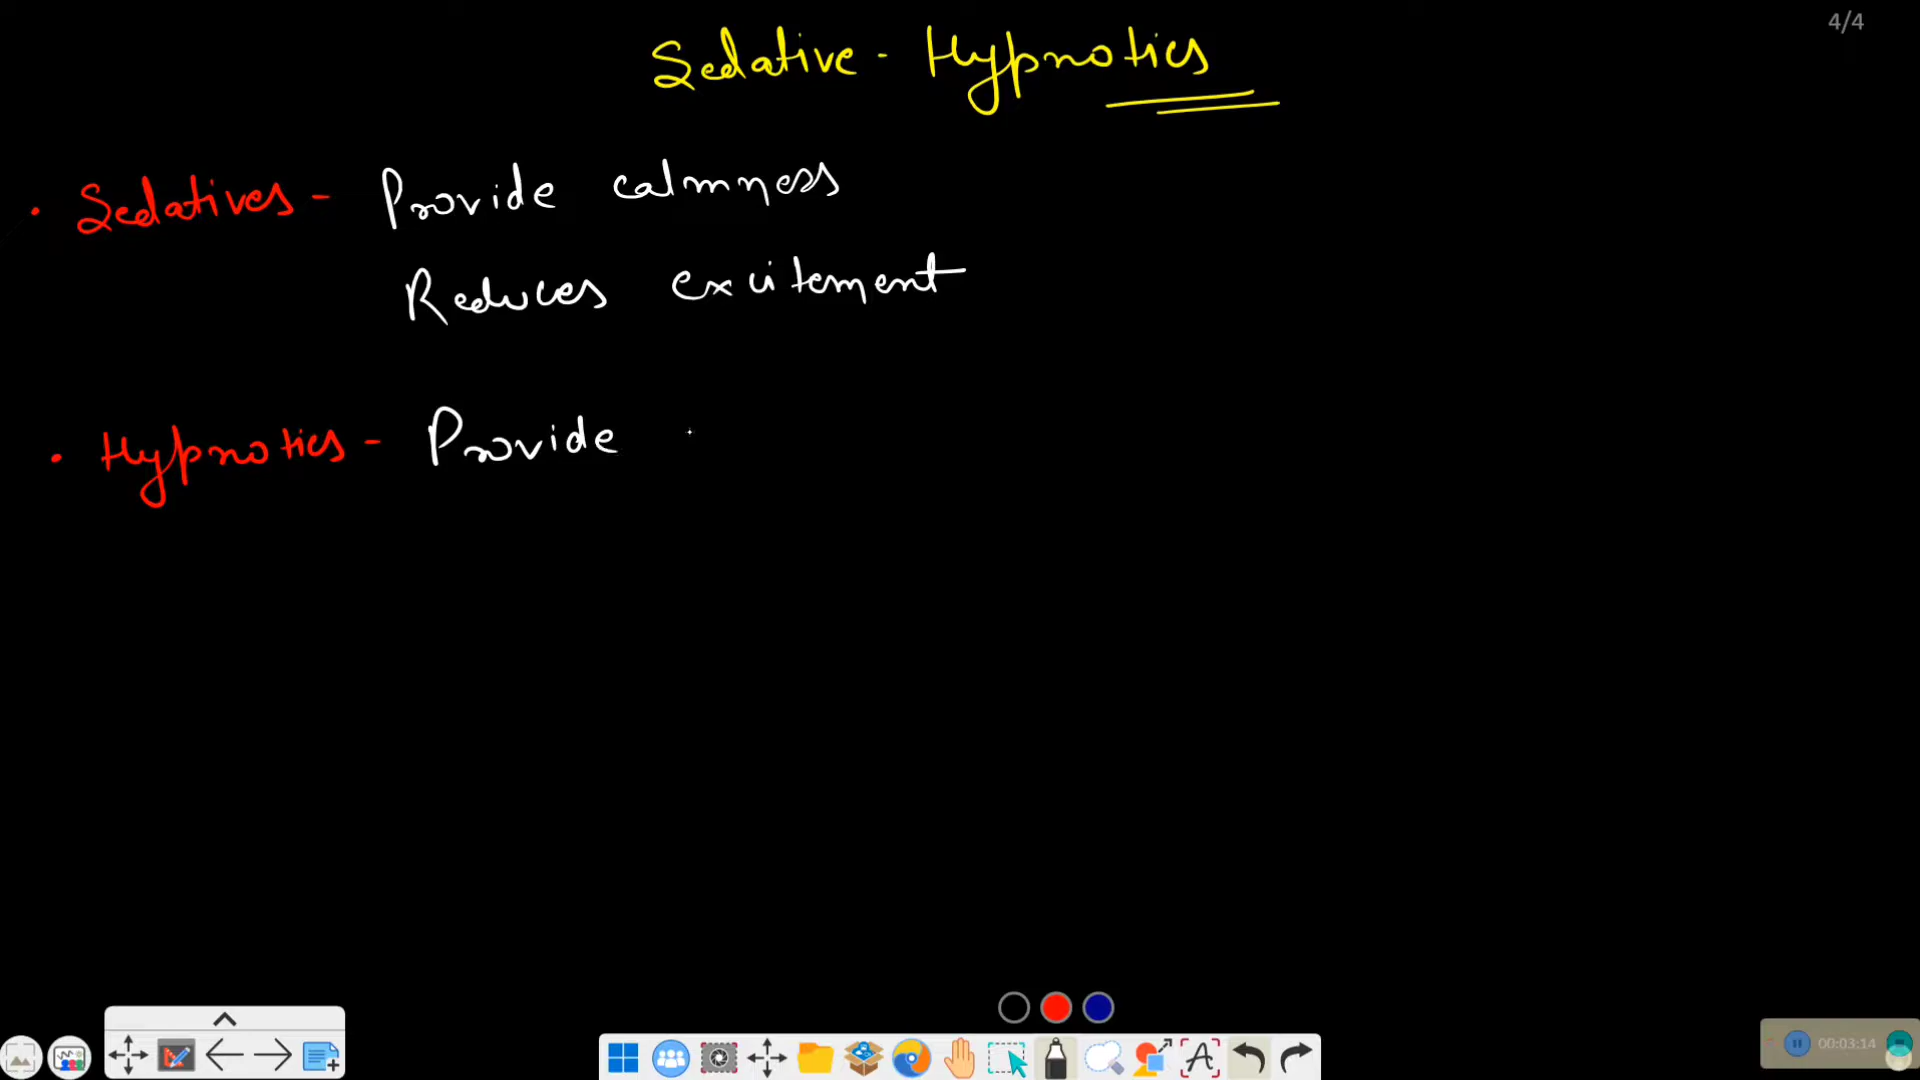 4/4
Sedative - Hypnotics
• Sedatives - Provide calmness
Reduces excitement
• Hypnotics - Provide
00:03:14